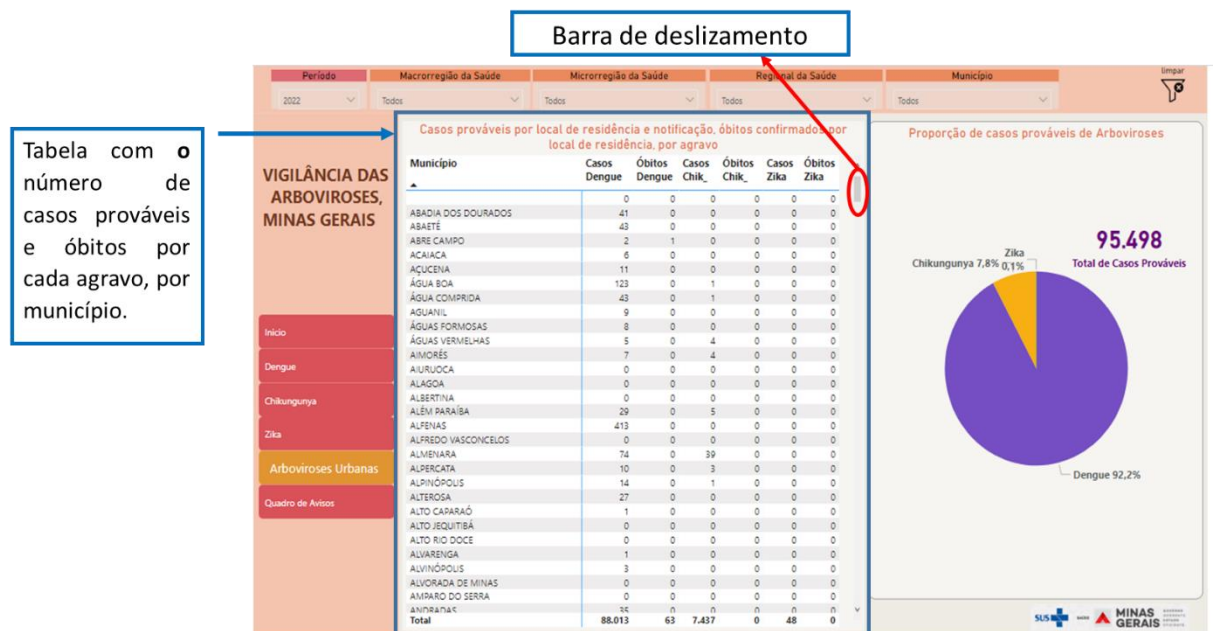 Barra de deslizamento
Tabela com o
número de
casos prováveis
e óbitos por
cada agravo, por
município.
Período Macrorregião da Saúde Microrregião da Saúde Regional da Saúde Município limpar
2022 Todos Todos Todos Todos
VIGILÂNCIA DAS
ARBOVIROSES,
MINAS GERAIS
Início
Dengue
Chikungunya
Zika
Arboviroses Urbanas
Quadro de Avisos
Casos prováveis por local de residência e notificação, óbitos confirmados por
local de residência, por agravo
Município Casos Óbitos Casos Óbitos Casos Óbitos
Dengue Dengue Chik_ Chik_ Zika Zika
0 0 0 0 0 0
ABADIA DOS DOURADOS 41 0 0 0 0 0
ABAETÉ 43 0 0 0 0 0
ABRE CAMPO 2 1 0 0 0 0
ACAIACA 6 0 0 0 0 0
AÇUCENA 11 0 0 0 0 0
ÁGUA BOA 123 0 1 0 0 0
ÁGUA COMPRIDA 43 0 1 0 0 0
AGUANIL 9 0 0 0 0 0
ÁGUAS FORMOSAS 8 0 0 0 0 0
ÁGUAS VERMELHAS 5 0 4 0 0 0
AIMORÉS 7 0 4 0 0 0
AIURUOCA 0 0 0 0 0 0
ALAGOA 0 0 0 0 0 0
ALBERTINA 0 0 0 0 0 0
ALÉM PARAÍBA 29 0 5 0 0 0
ALFENAS 413 0 0 0 0 0
ALFREDO VASCONCELOS 0 0 0 0 0 0
ALMENARA 74 0 39 0 0 0
ALPERCATA 10 0 3 0 0 0
ALPINÓPOLIS 14 0 1 0 0 0
ALTEROSA 27 0 0 0 0 0
ALTO CAPARAÓ 1 0 0 0 0 0
ALTO JEQUITIBÁ 0 0 0 0 0 0
ALTO RIO DOCE 0 0 0 0 0 0
ALVARENGA 1 0 0 0 0 0
ALVINÓPOLIS 3 0 0 0 0 0
ALVORADA DE MINAS 0 0 0 0 0 0
AMPARO DO SERRA 0 0 0 0 0 0
ANDRADAS 35 0 0 0 0 0
Total 88.013 63 7.437 0 48 0
Proporção de casos prováveis de Arboviroses
95.498
Total de Casos Prováveis
Zika
0,1%
Chikungunya 7,8%
Dengue 92,2%
SUS
MINAS
GERAIS